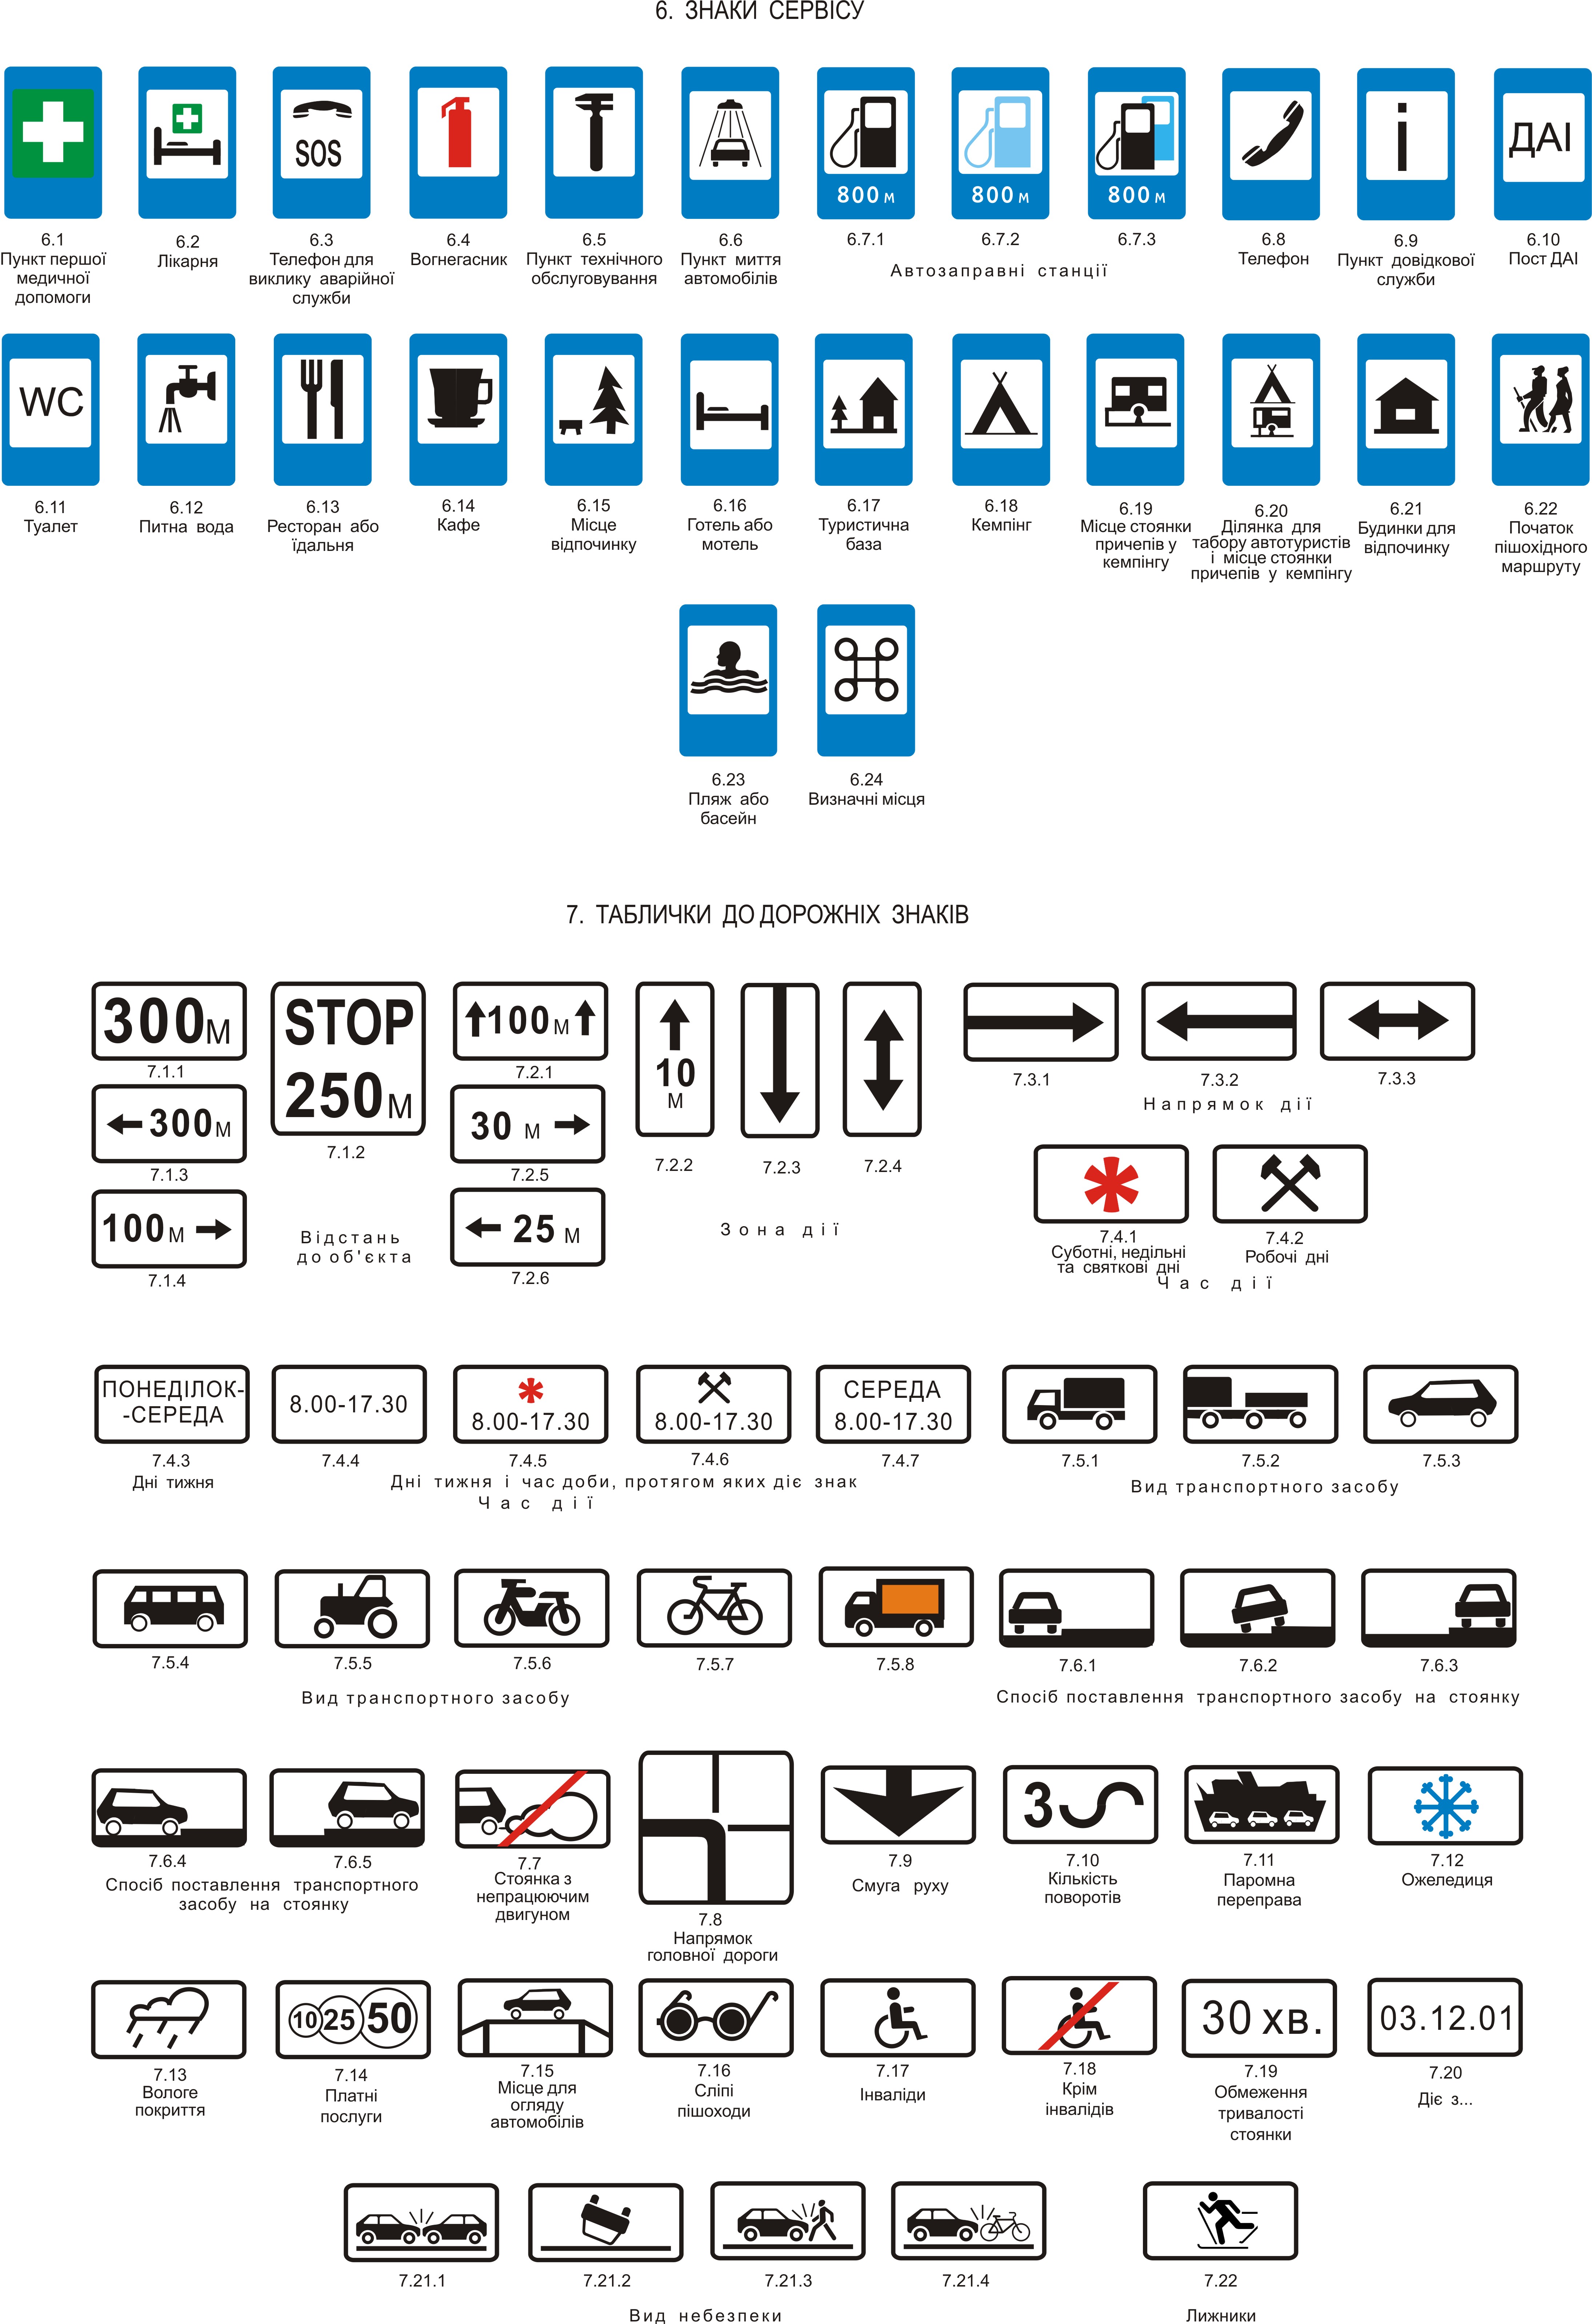 6. ЗНАКИ СЕРВІСУ
SOS
800 м
800 м
800 м
i
ДАІ
6.1
Пункт першої
медичної
допомоги
6.2
Лікарня
6.3
Телефон для
виклику аварійної
служби
6.4
Вогнегасник
6.5
Пункт технічного
обслуговування
6.6
Пункт миття
автомобілів
6.7.1
6.7.2
6.7.3
Автозаправні станції
6.8
Телефон
6.9
Пункт довідкової
служби
6.10
Пост ДАІ
WC
6.11
Туалет
6.12
Питна вода
6.13
Ресторан або
їдальня
6.14
Кафе
6.15
Місце
відпочинку
6.16
Готель або
мотель
6.17
Туристична
база
6.18
Кемпінг
6.19
Місце стоянки
причепів у
кемпінгу
6.20
Ділянка для
табору автотуристів
і місце стоянки
причепів у кемпінгу
6.21
Будинки для
відпочинку
6.22
Початок
пішохідного
маршруту
6.23
Пляж або
басейн
6.24
Визначні місця
7. ТАБЛИЧКИ ДО ДОРОЖНІХ ЗНАКІВ
300 м
7.1.1
300 м
7.1.3
100 м
7.1.4
STOP
250 м
7.1.2
Відстань
до об'єкта
100 м
7.2.1
30 м
7.2.5
25 м
7.2.6
10
м
7.2.2
7.2.3
7.2.4
Зона дії
7.3.1
7.3.2
7.3.3
Напрямок дії
7.4.1
Суботні, недільні
та святкові дні
7.4.2
Робочі дні
Час дії
ПОНЕДІЛОК-
-СЕРЕДА
7.4.3
Дні тижня
8.00-17.30
7.4.4
8.00-17.30
7.4.5
8.00-17.30
7.4.6
СЕРЕДА
8.00-17.30
7.4.7
Дні тижня і час доби, протягом яких діє знак
Час дії
7.5.1
7.5.2
7.5.3
Вид транспортного засобу
7.5.4
7.5.5
7.5.6
7.5.7
7.5.8
Вид транспортного засобу
7.6.1
7.6.2
7.6.3
Спосіб поставлення транспортного засобу на стоянку
7.6.4
7.6.5
Спосіб поставлення транспортного
засобу на стоянку
7.7
Стоянка з
непрацюючим
двигуном
7.8
Напрямок
головної дороги
7.9
Смуга руху
3
7.10
Кількість
поворотів
7.11
Паромна
переправа
7.12
Ожеледиця
7.13
Вологе
покриття
10 25 50
7.14
Платні
послуги
7.15
Місце для
огляду
автомобілів
7.16
Сліпі
пішоходи
7.17
Інваліди
7.18
Крім
інвалідів
30 хв.
7.19
Обмеження
тривалості
стоянки
03.12.01
7.20
Діє з...
7.21.1
7.21.2
7.21.3
7.21.4
Вид небезпеки
7.22
Лижники